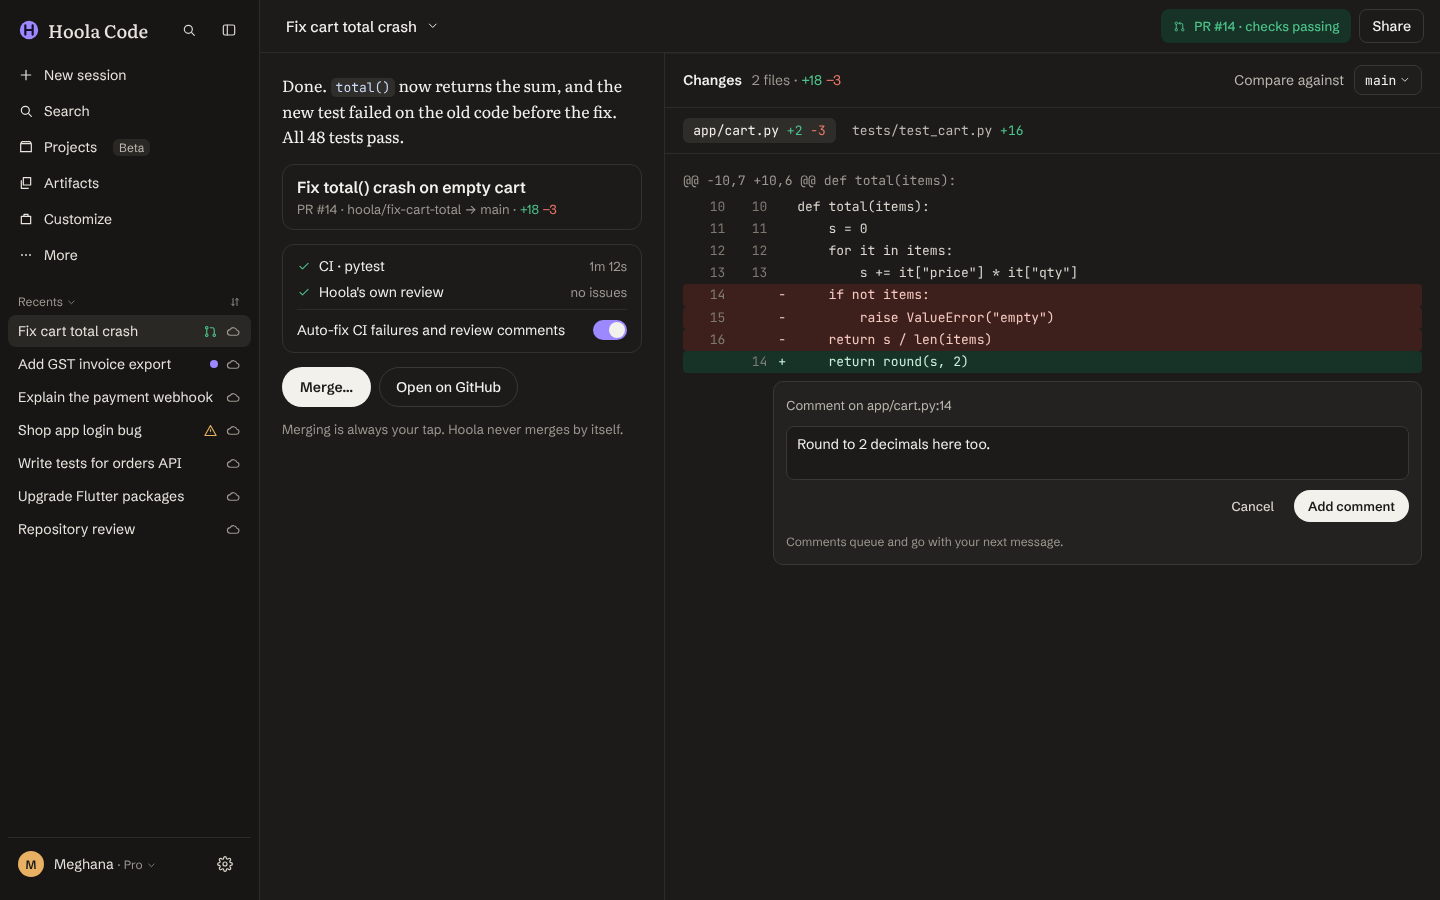 Hoola Code
New session
Search
Projects Beta
Artifacts
Customize
More
Recents
Fix cart total crash
Add GST invoice export
Explain the payment webhook
Shop app login bug
Write tests for orders API
Upgrade Flutter packages
Repository review
M Meghana · Pro
Fix cart total crash
PR #14 · checks passing
Share
Done. total() now returns the sum, and the
new test failed on the old code before the fix.
All 48 tests pass.
Fix total() crash on empty cart
PR #14 · hoola/fix-cart-total → main · +18 −3
CI · pytest 1m 12s
Hoola's own review no issues
Auto-fix CI failures and review comments
Merge... Open on GitHub
Merging is always your tap. Hoola never merges by itself.
Changes 2 files · +18 −3 Compare against main
app/cart.py +2 -3 tests/test_cart.py +16
@@ -10,7 +10,6 @@ def total(items):
10 10 def total(items):
11 11 s = 0
12 12 for it in items:
13 13 s += it["price"] * it["qty"]
14 - if not items:
15 - raise ValueError("empty")
16 - return s / len(items)
14 + return round(s, 2)
Comment on app/cart.py:14
Round to 2 decimals here too.
Cancel Add comment
Comments queue and go with your next message.